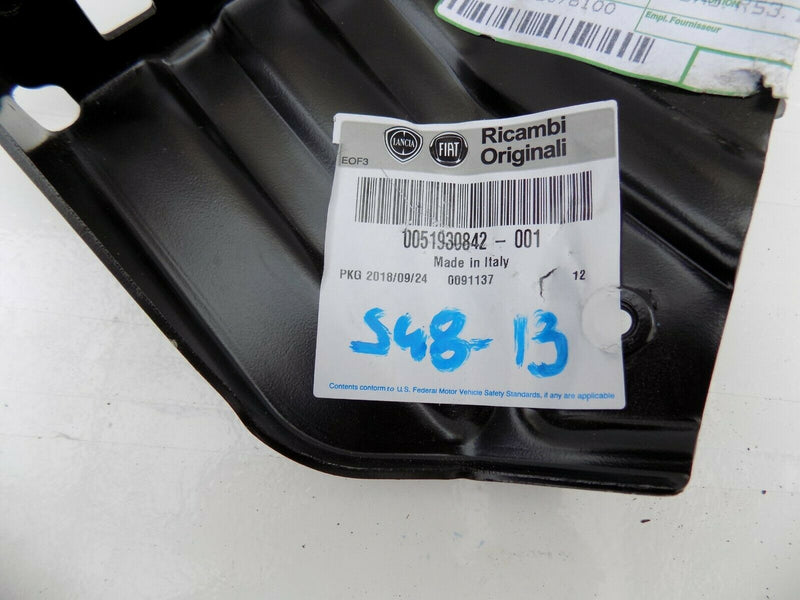 Empl.Fournisseur
LANCIA FIAT Ricambi
Originali
EOF3
0051930842 - 001
Made in Italy
PKG 2018/09/24 0091137 12
S48-13
Contents conform to U.S. Federal Motor Vehicle Safety Standards, if any are applicable